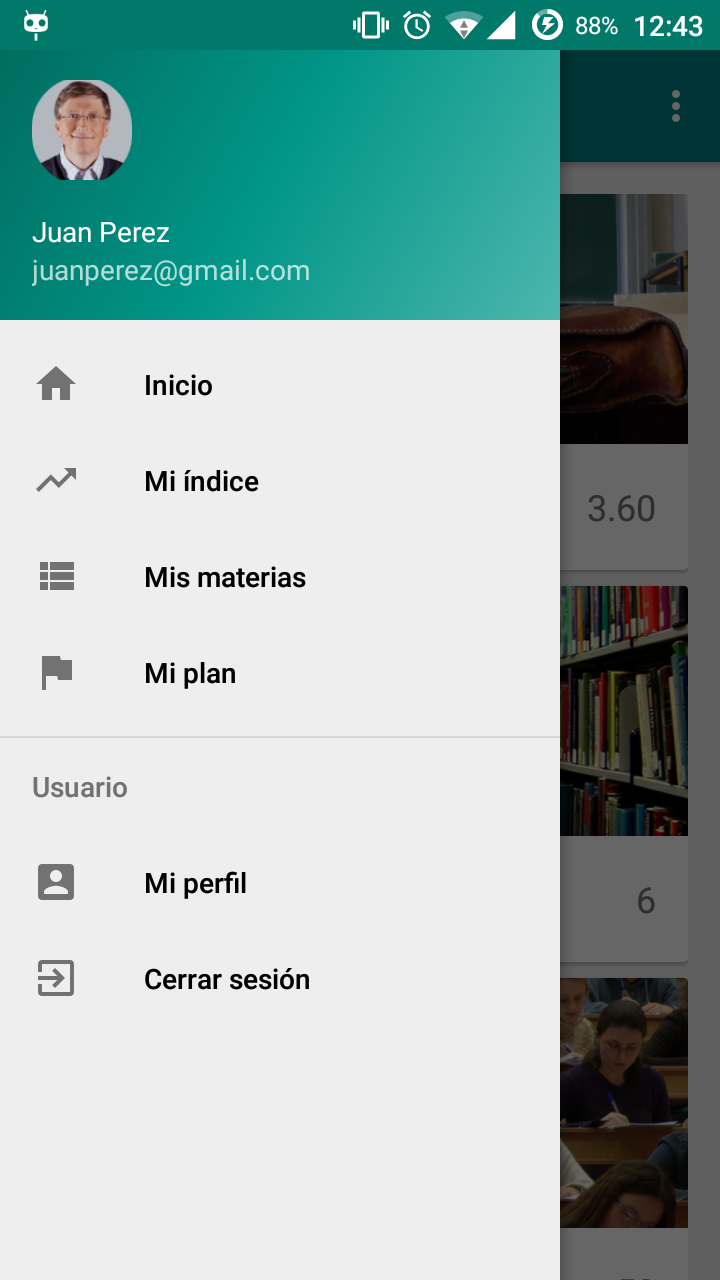 88% 12:43
Juan Perez
juanperez@gmail.com
Inicio
Mi índice
3.60
Mis materias
Mi plan
Usuario
Mi perfil
6
Cerrar sesión